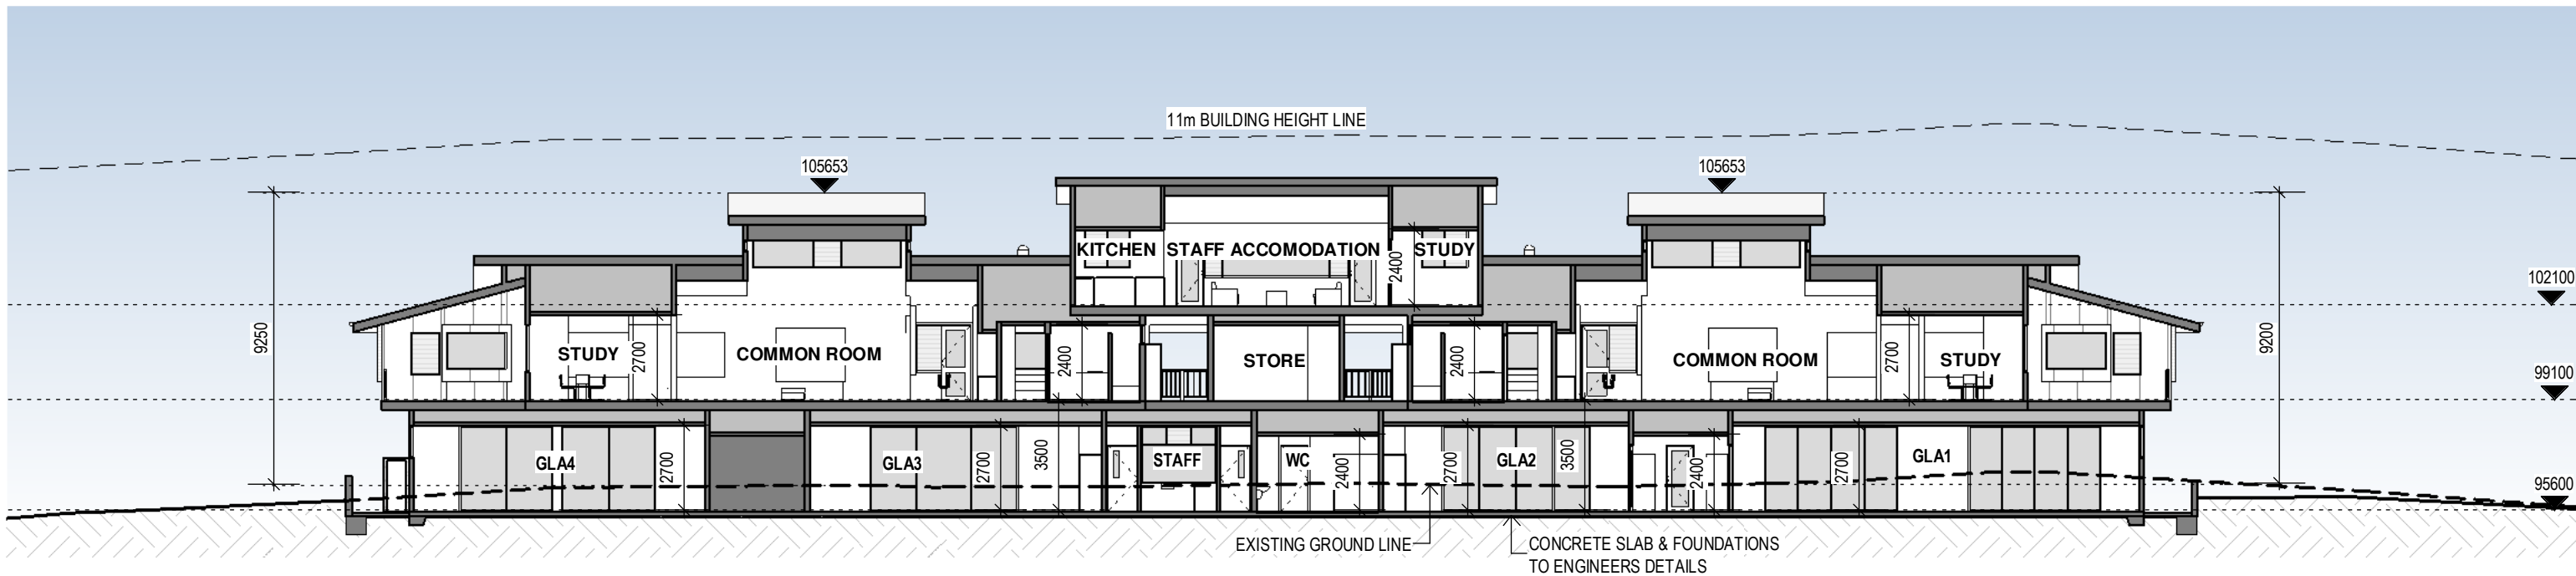 11m BUILDING HEIGHT LINE
105653
105653
KITCHEN STAFF ACCOMODATION STUDY
2400
102100
9250
9200
STUDY
2700
COMMON ROOM
2400
STORE
2400
COMMON ROOM
2700
STUDY
99100
GLA4
2700
GLA3
2700
3500
STAFF
WC
2400
2700
GLA2
3500
2400
2700
GLA1
95600
EXISTING GROUND LINE
CONCRETE SLAB & FOUNDATIONS
TO ENGINEERS DETAILS